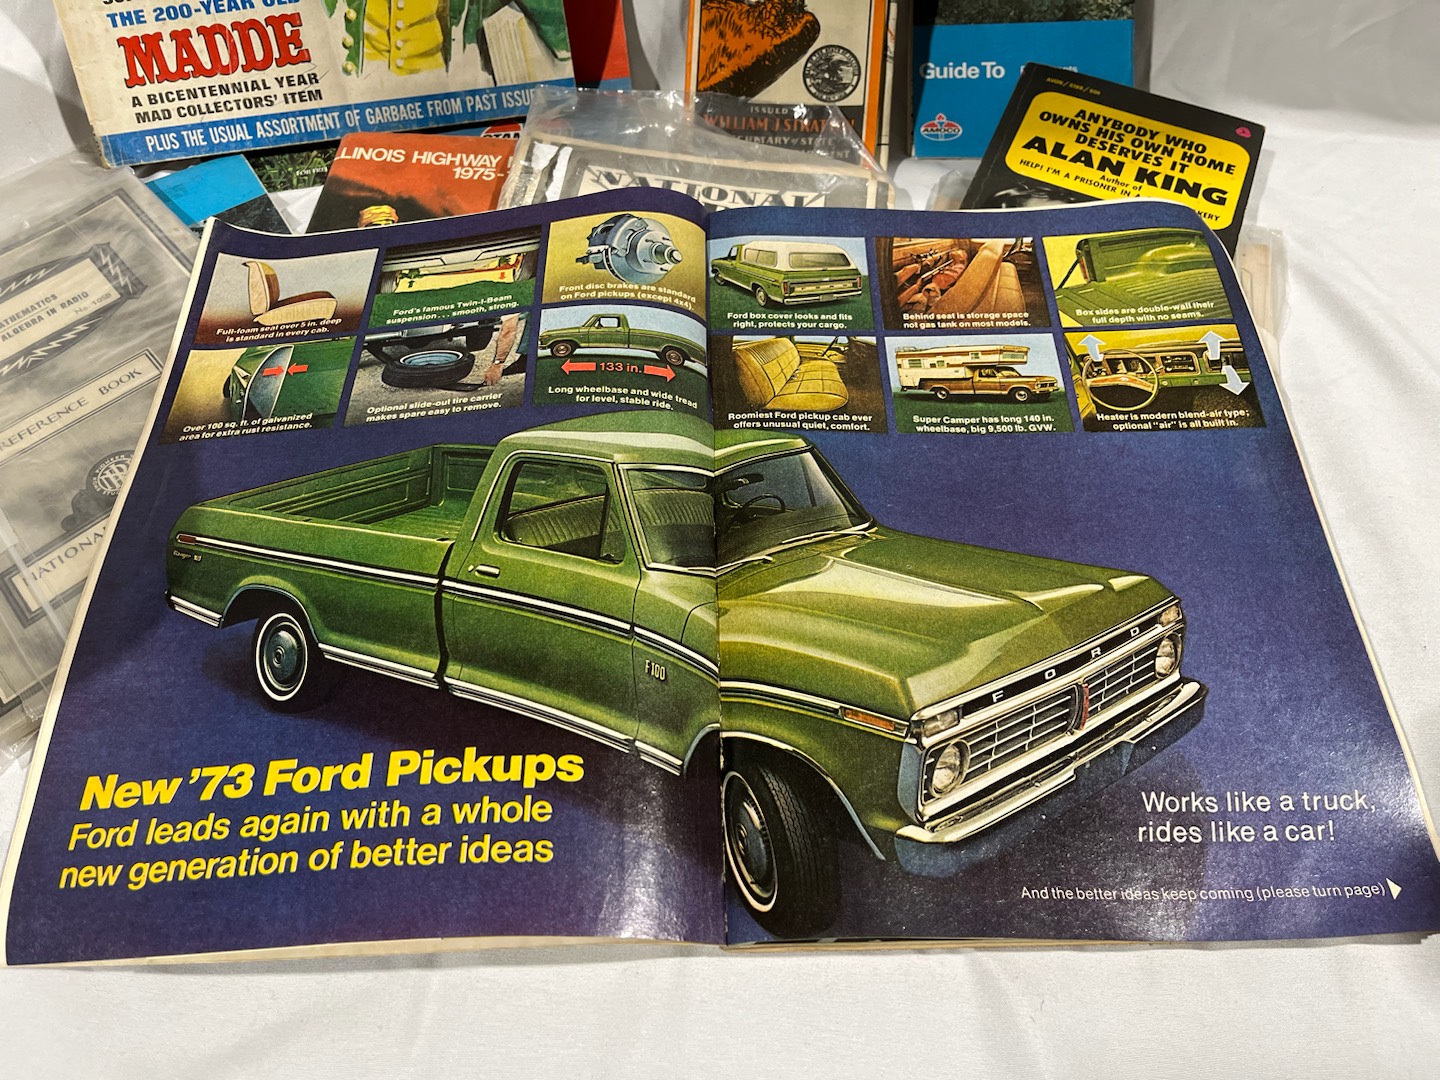 THE 200-YEAR OLD
MADDE
A BICENTENNIAL YEAR
MAD COLLECTORS' ITEM
PLUS THE USUAL ASSORTMENT OF GARBAGE FROM PAST
ISSUED
WILLIAM J.
Guide To
AMOCO
AVON
ANYBODY WHO
OWNS HIS OWN HOME
DESERVES IT
ALAN KING
Author of
HELP! I'M A PRISONER IN A
ILLINOIS HIGHWAY
1975-
NATIONAL
MATHEMATICS
ALGEBRA IN RADIO
REFERENCE BOOK
NATIONAL
Full-foam seat over 5 in. deep
is standard in every cab.
Ford's famous Twin-I-Beam
suspension . . . smooth, strong.
Front disc brakes are standard
on Ford pickups (except 4x4).
Ford box cover looks and fits
right, protects your cargo.
Behind seat is storage space
not gas tank on most models.
Box sides are double-wall their
full depth with no seams.
Over 100 sq. ft. of galvanized
area for extra rust resistance.
Optional slide-out tire carrier
makes spare easy to remove.
133 in.
Long wheelbase and wide tread
for level, stable ride.
Roomiest Ford pickup cab ever
offers unusual quiet, comfort.
Super Camper has long 140 in.
wheelbase, big 9,500 lb. GVW.
Heater is modern blend-air type;
optional "air" is all built in.
Ranger
F100
FORD
New '73 Ford Pickups
Ford leads again with a whole
new generation of better ideas
Works like a truck,
rides like a car!
And the better ideas keep coming (please turn page)